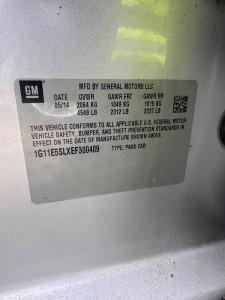 GM
MFD BY GENERAL MOTORS LLC.
DATE GVWR GAWR FRT GAWR RR
05/14 2064 KG 1049 KG 1015 KG
4549 LB 2312 LB 2237 LB
THIS VEHICLE CONFORMS TO ALL APPLICABLE U.S. FEDERAL MOTOR
VEHICLE SAFETY, BUMPER, AND THEFT PREVENTION STANDARDS IN EFFECT
ON THE DATE OF MANUFACTURE SHOWN ABOVE.
1G11E5SLXEF300409 TYPE: PASS CAR